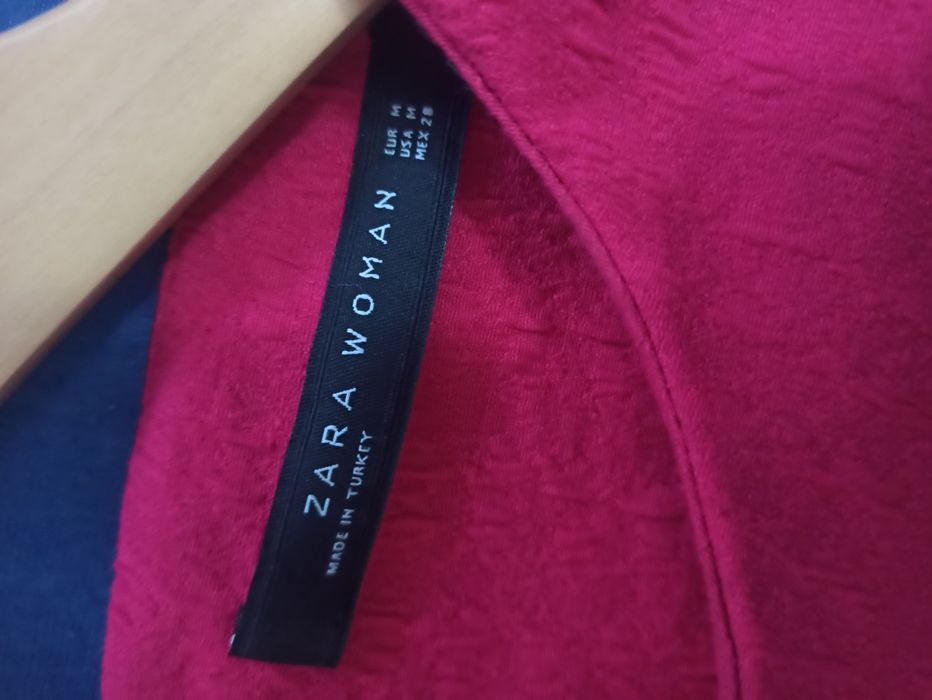 ZARA WOMAN
MADE IN TURKEY
EUR M
USA M
MEX 28